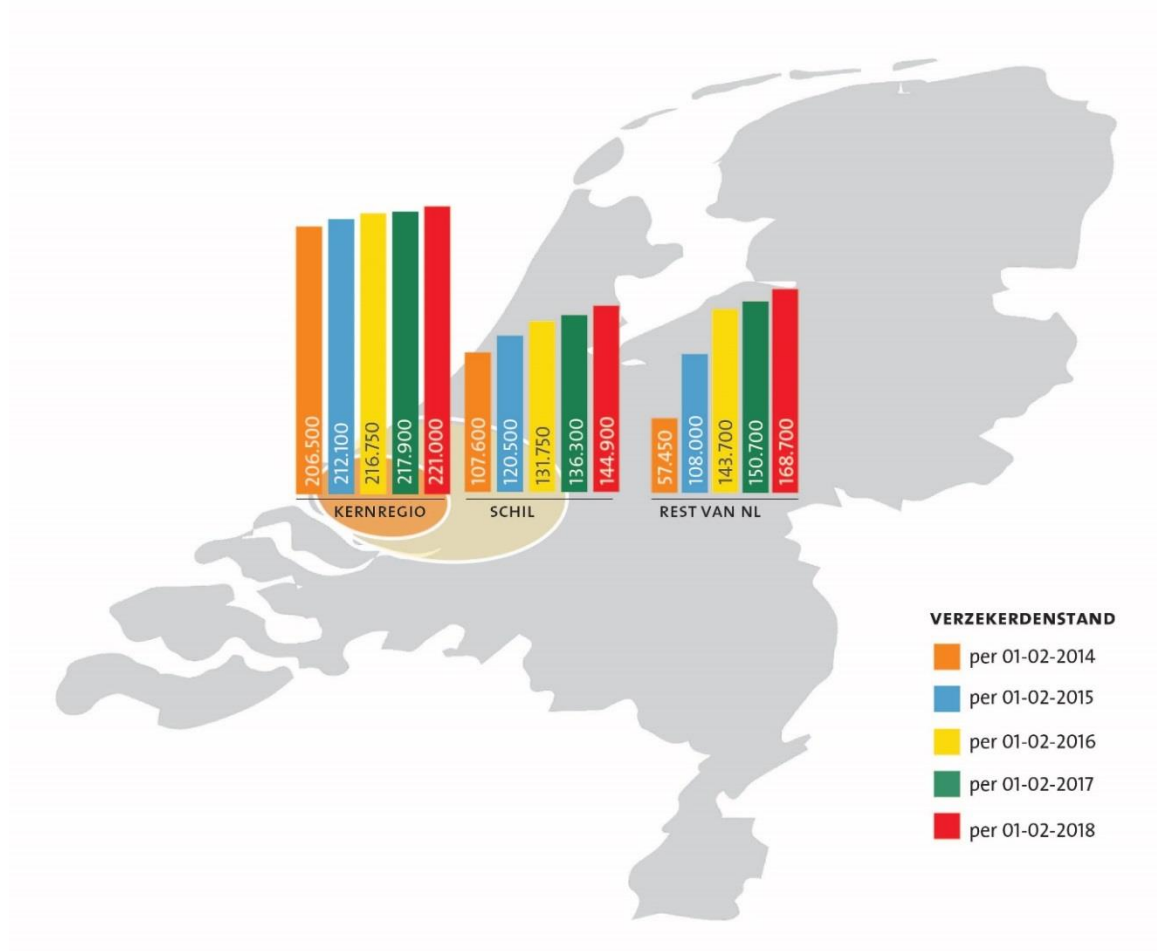 206.500
212.100
216.750
217.900
221.000
KERNREGIO
107.600
120.500
131.750
136.300
144.900
SCHIL
57.450
108.000
143.700
150.700
168.700
REST VAN NL
VERZEKERDENSTAND
per 01-02-2014
per 01-02-2015
per 01-02-2016
per 01-02-2017
per 01-02-2018